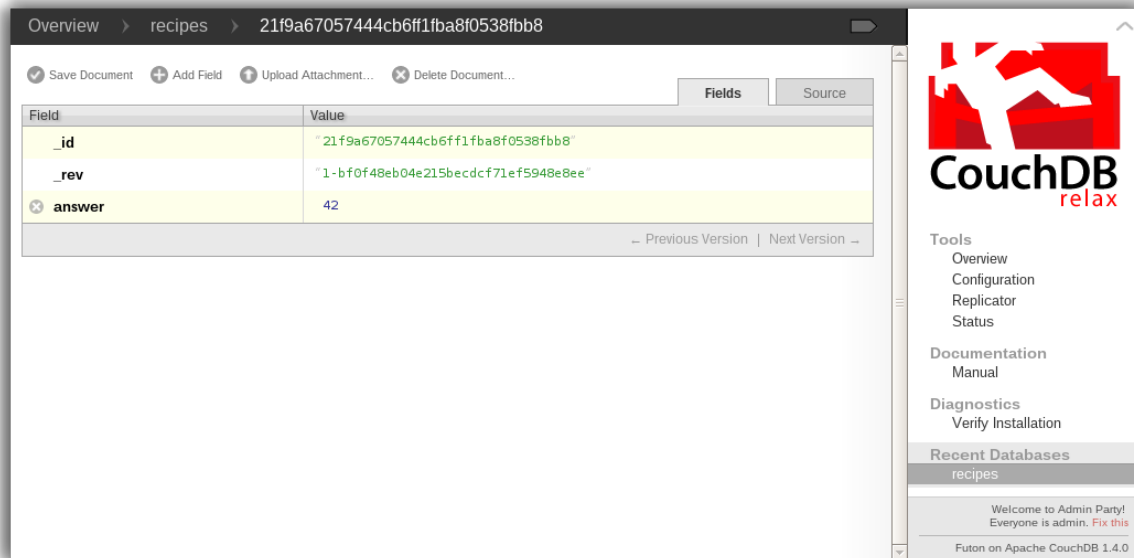 Overview recipes 21f9a67057444cb6ff1fba8f0538fbb8
Save Document Add Field Upload Attachment... Delete Document...
Fields Source
Field Value
_id "21f9a67057444cb6ff1fba8f0538fbb8"
_rev "1-bf0f48eb04e215becdcf71ef5948e8ee"
answer 42
← Previous Version | Next Version →
CouchDB
relax
Tools
Overview
Configuration
Replicator
Status
Documentation
Manual
Diagnostics
Verify Installation
Recent Databases
recipes
Welcome to Admin Party!
Everyone is admin. Fix this
Futon on Apache CouchDB 1.4.0